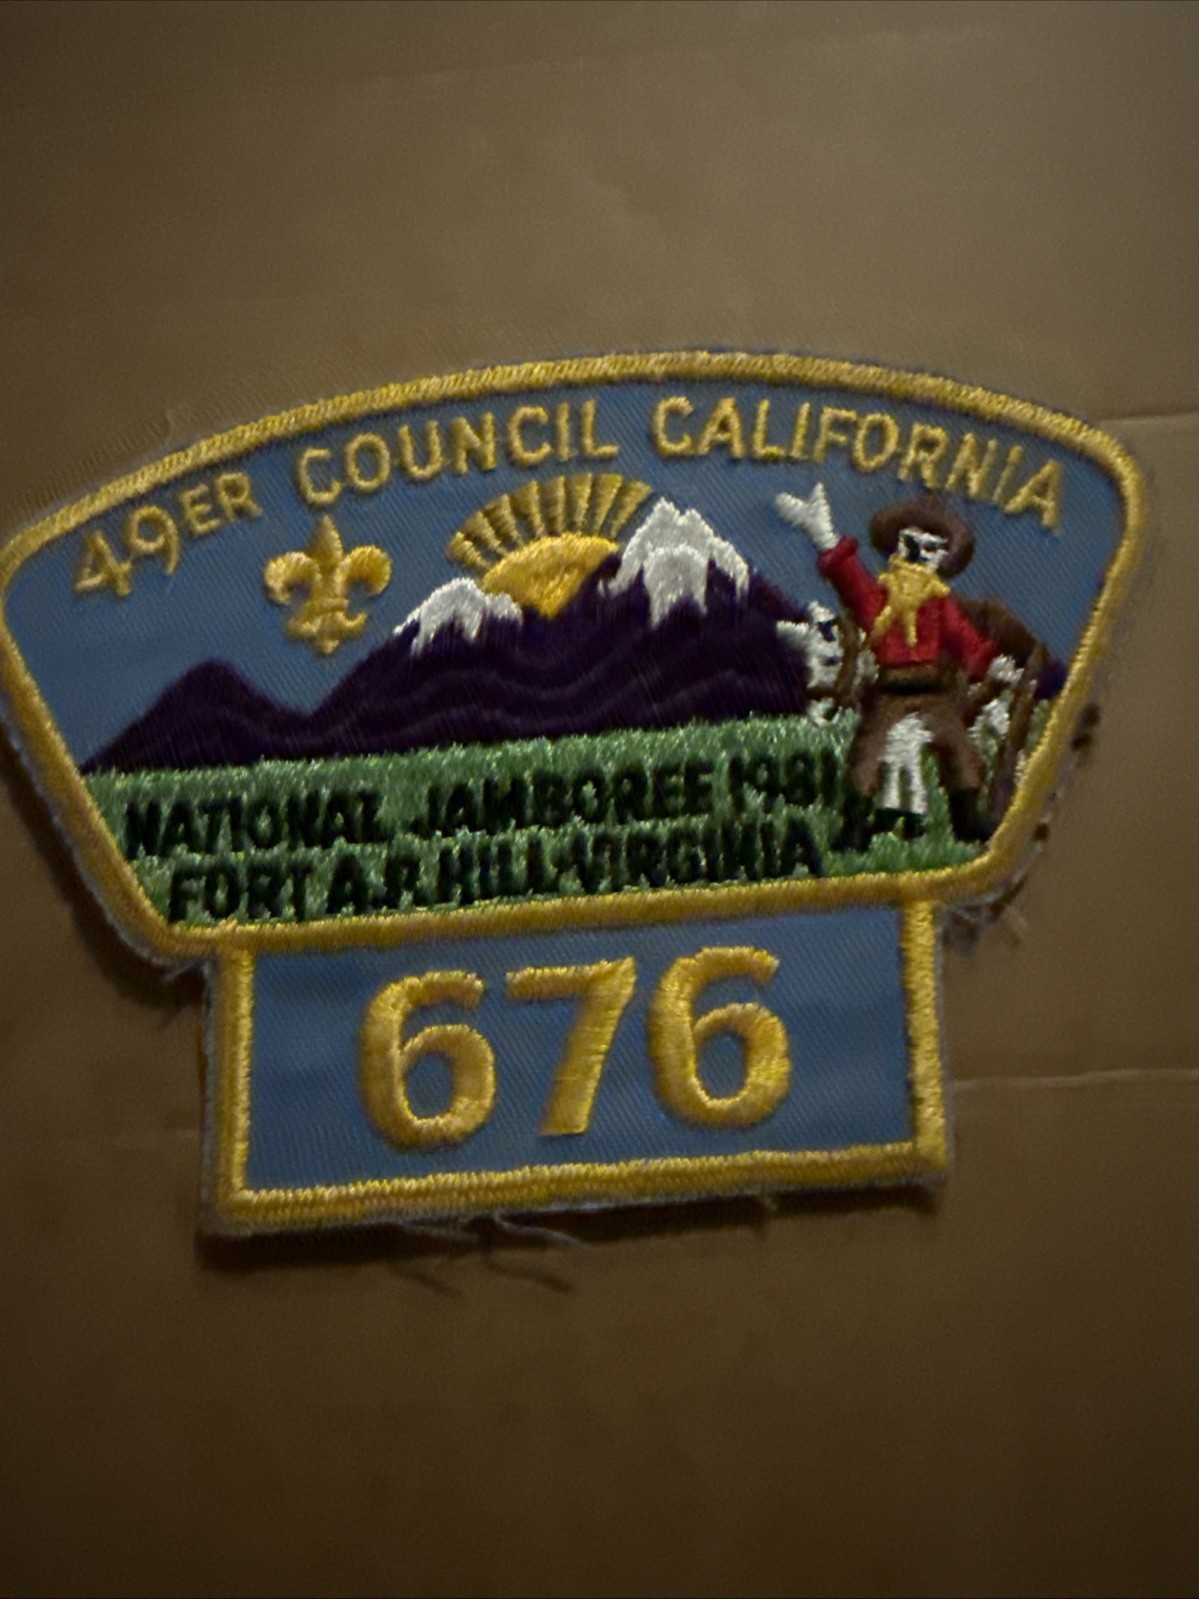 49ER COUNCIL CALIFORNIA
NATIONAL JAMBOREE 1981
FORT A.P. HILL-VIRGINIA
676